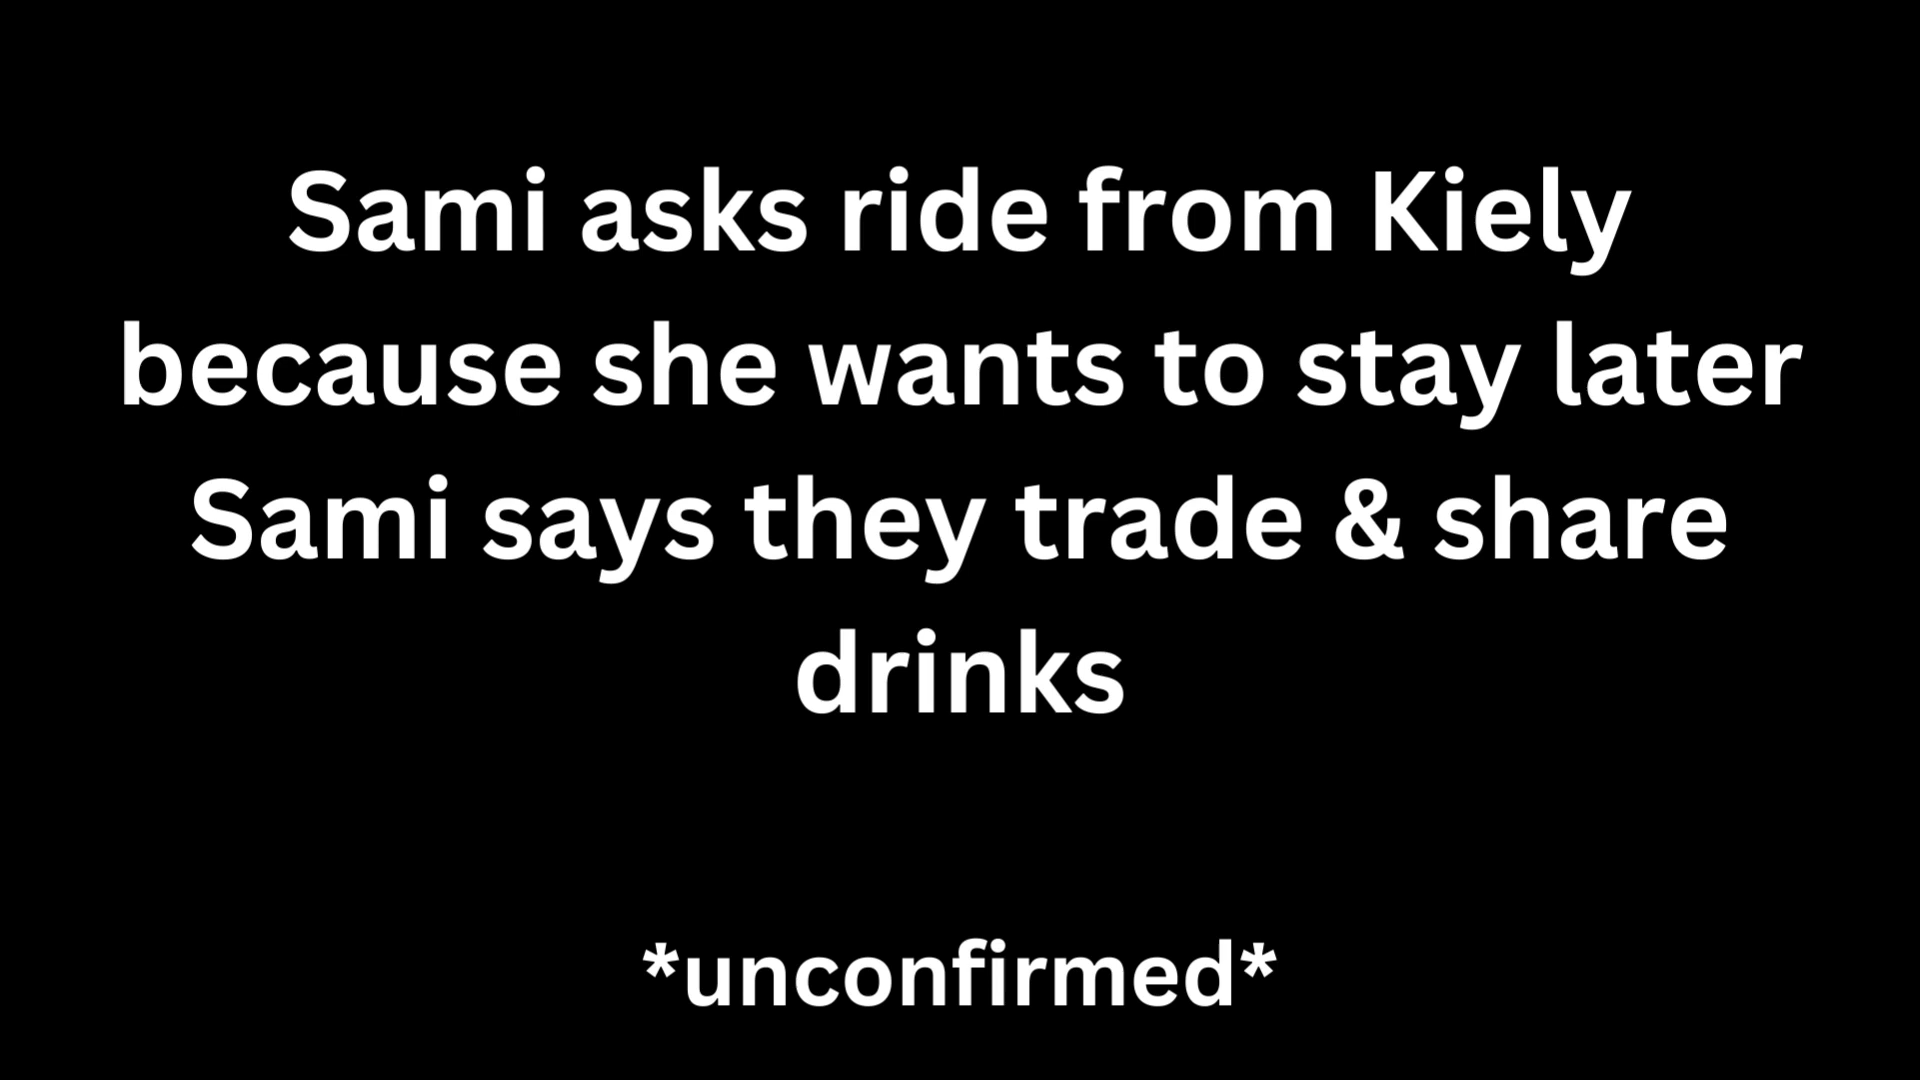 Sami asks ride from Kiely
because she wants to stay later
Sami says they trade & share
drinks
*unconfirmed*